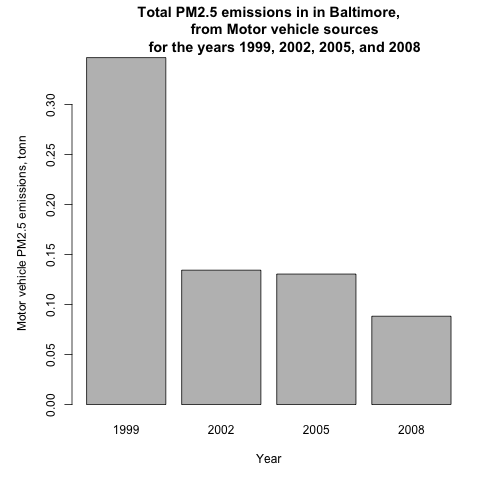 Total PM2.5 emissions in in Baltimore,
from Motor vehicle sources
for the years 1999, 2002, 2005, and 2008
Motor vehicle PM2.5 emissions, tonn
0.30
0.25
0.20
0.15
0.10
0.05
0.00
1999 2002 2005 2008
Year